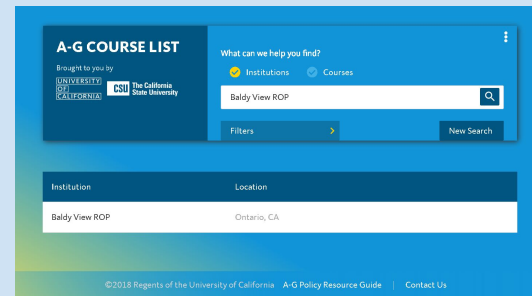 A-G COURSE LIST
Brought to you by
UNIVERSITY
OF
CALIFORNIA
CSU The California
State University
What can we help you find?
Institutions Courses
Baldy View ROP
Filters >
New Search
Institution Location
Baldy View ROP Ontario, CA
©2018 Regents of the University of California A-G Policy Resource Guide | Contact Us